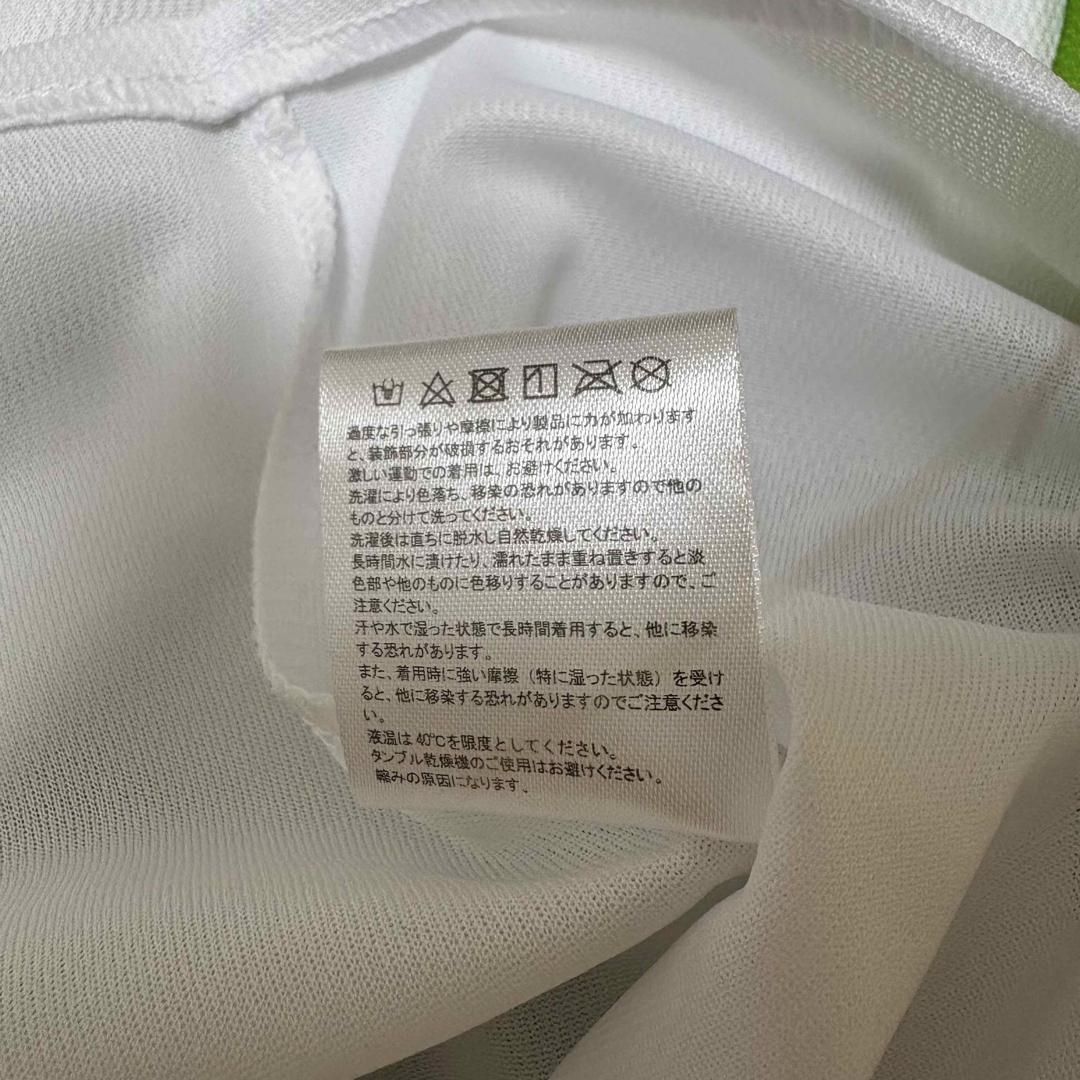 過度な引っ張りや摩擦により製品に力が加わります
と、装飾部分が破損するおそれがあります。
激しい運動での着用は、お避けください。
洗濯により色落ち、移染の恐れがありますので他の
ものと分けて洗ってください。
洗濯後は直ちに脱水し自然乾燥してください。
長時間水に漬けたり、濡れたまま重ね置きすると淡
色部や他のものに色移りすることがありますので、ご
注意ください。
汗や水で湿った状態で長時間着用すると、他に移染
する恐れがあります。
また、着用時に強い摩擦（特に湿った状態）を受け
ると、他に移染する恐れがありますのでご注意くださ
い。
液温は40℃を限度としてください。
タンブル乾燥機のご使用はお避けください。
縮みの原因になります。